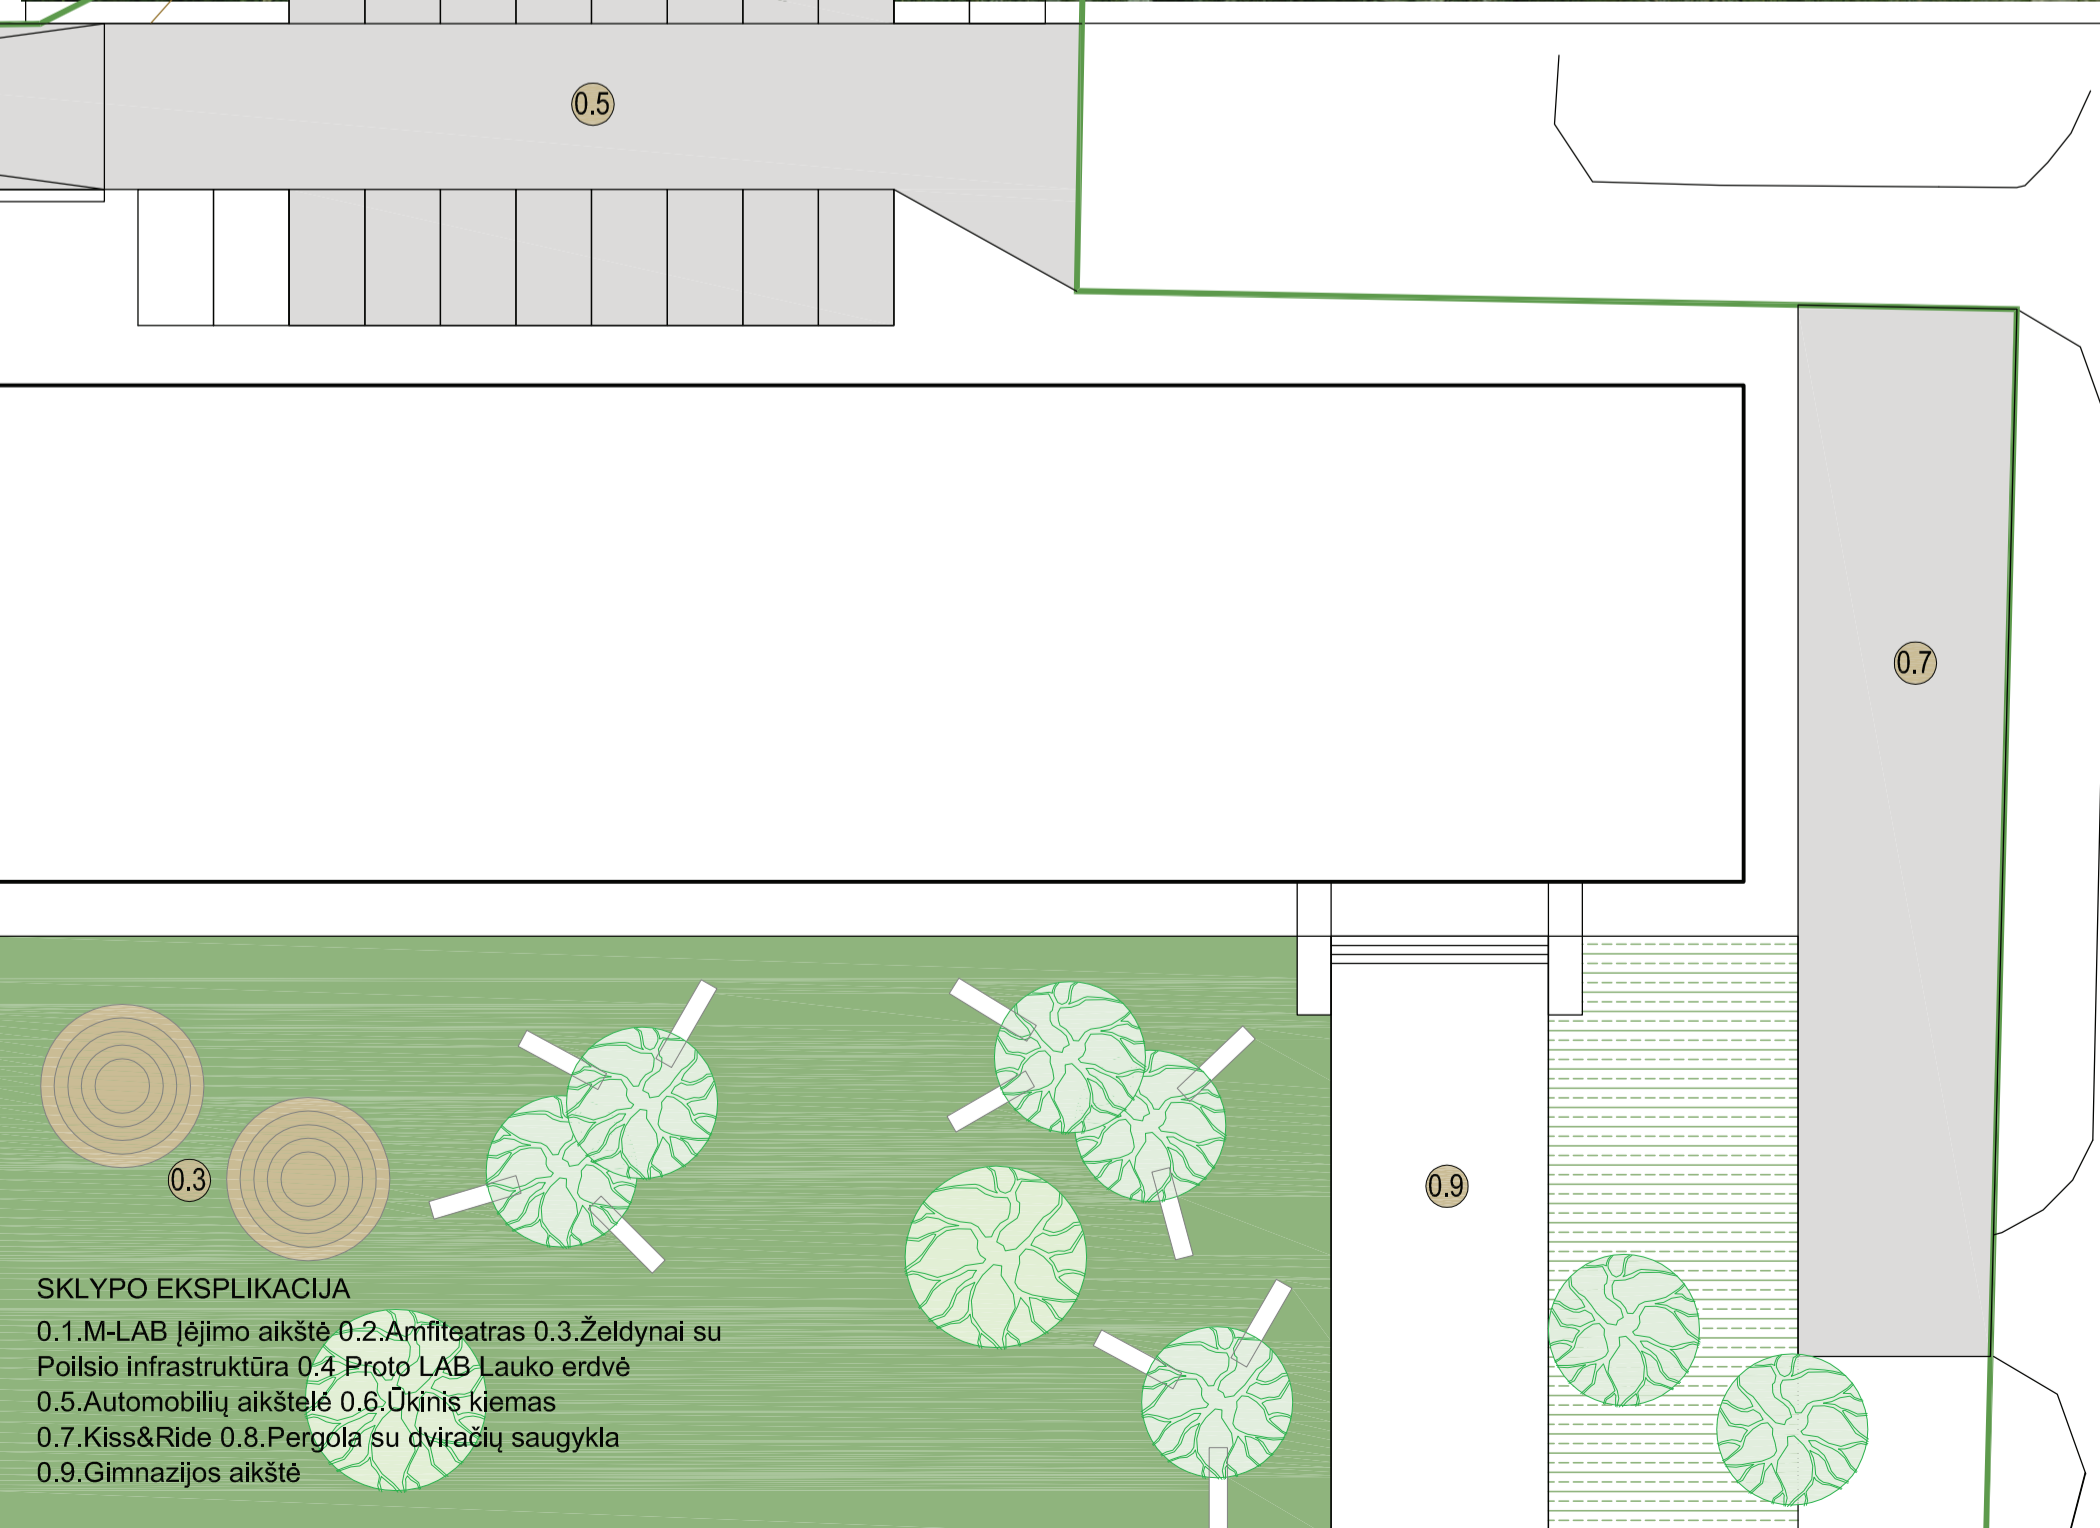 0.5
0.7
0.3
0.9
SKLYPO EKSPLIKACIJA
0.1.M-LAB Įėjimo aikštė 0.2.Amfiteatras 0.3.Želdynai su
Poilsio infrastruktūra 0.4 Proto LAB Lauko erdvė
0.5.Automobilių aikštelė 0.6.Ūkinis kiemas
0.7.Kiss&Ride 0.8.Pergola su dviračių saugykla
0.9.Gimnazijos aikštė